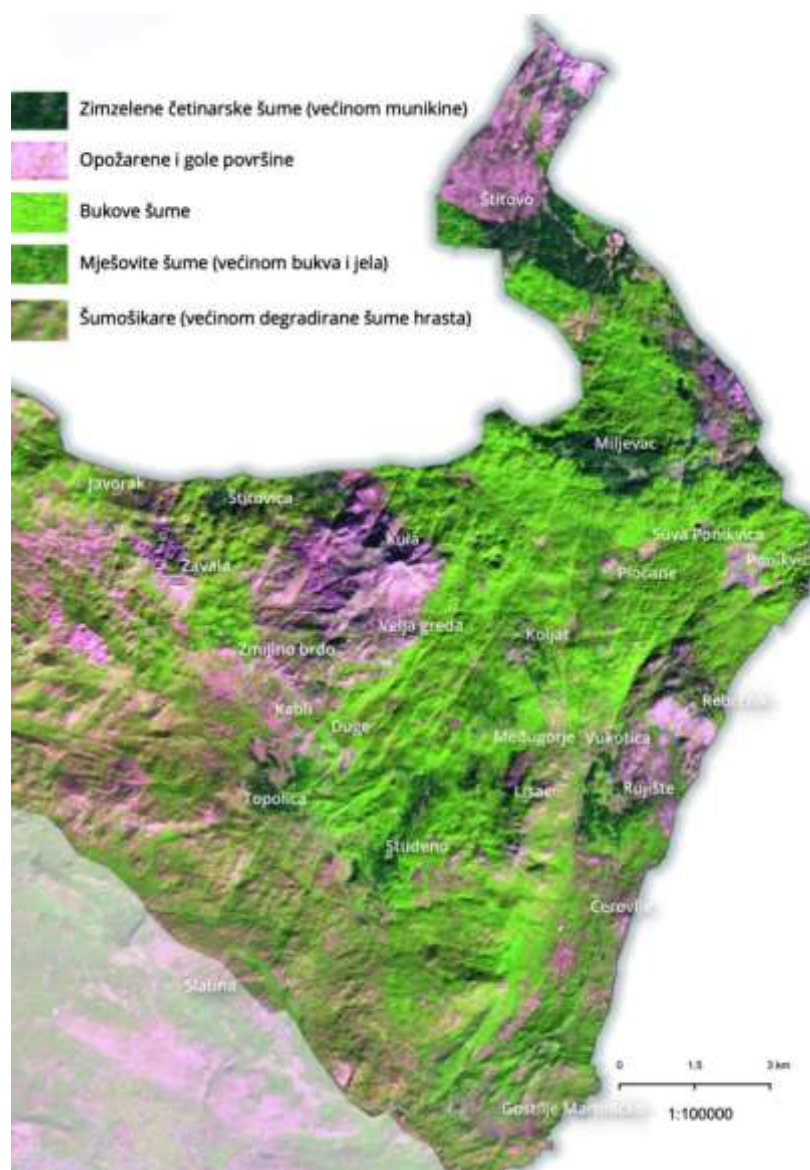 Zimzelene četinarske šume (većinom munikine)
Opožarene i gole površine
Bukove šume
Mješovite šume (većinom bukva i jela)
Šumošikare (većinom degradirane šume hrasta)
Štitovo
Miljevac
Javorak
Štitovica
Kula
Suva Ponikvica
Zavala
Pločane
Velja greda
Koljat
Zmijino brdo
Kabli
Duge
Međugorje
Vukotica
Topolica
Lisac
Rujište
Studeno
Slatina
Gostilje
0 1.5 3 km
1:100000